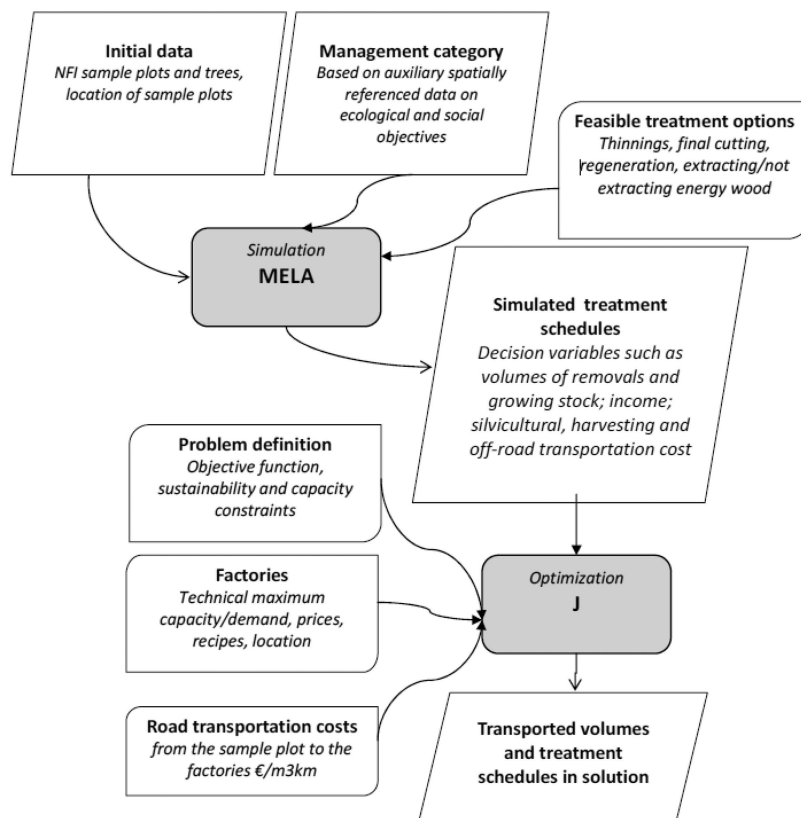 Initial data
NFI sample plots and trees,
location of sample plots
Management category
Based on auxiliary spatially
referenced data on
ecological and social
objectives
Feasible treatment options
Thinnings, final cutting,
regeneration, extracting/not
extracting energy wood
Simulation
MELA
Simulated treatment
schedules
Decision variables such as
volumes of removals and
growing stock; income;
silvicultural, harvesting and
off-road transportation cost
Problem definition
Objective function,
sustainability and capacity
constraints
Factories
Technical maximum
capacity/demand, prices,
recipes, location
Optimization
J
Road transportation costs
from the sample plot to the
factories €/m3km
Transported volumes
and treatment
schedules in solution